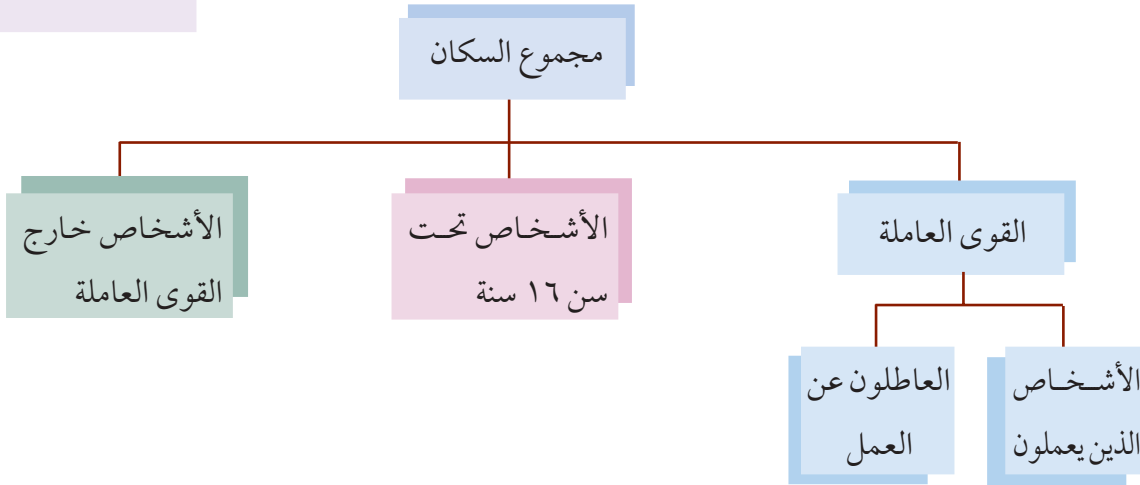 مجموع السكان
القوى العاملة
الأشخاص تحت
سن ١٦ سنة
الأشخاص خارج
القوى العاملة
الأشخاص
الذين يعملون
العاطلون عن
العمل